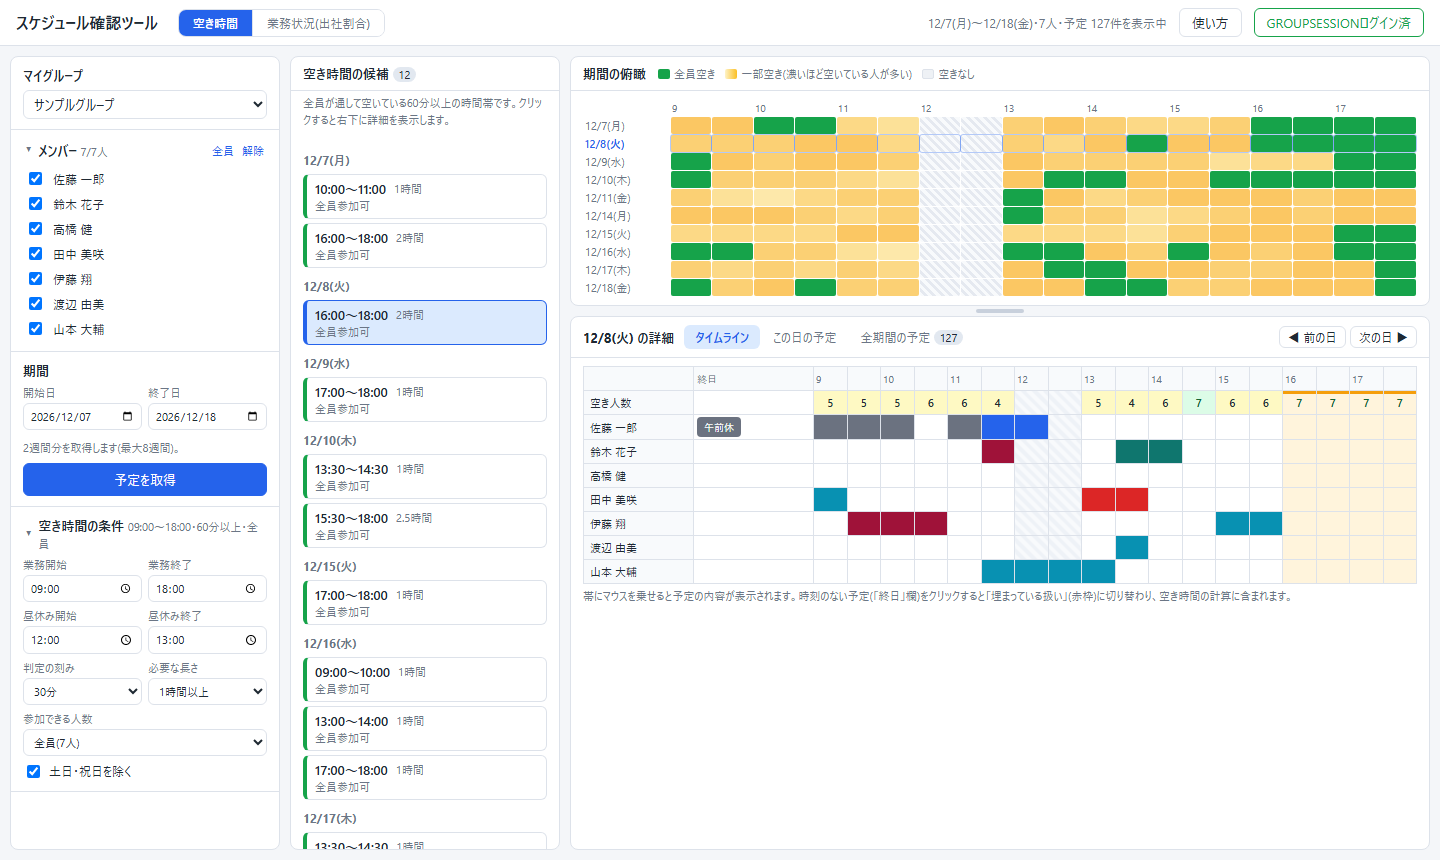 スケジュール確認ツール
空き時間
業務状況(出社割合)
12/7(月)～12/18(金)・7人・予定 127件を表示中
使い方
GROUPSESSIONログイン済
マイグループ
サンプルグループ
メンバー 7/7人
全員 解除
佐藤 一郎
鈴木 花子
高橋 健
田中 美咲
伊藤 翔
渡辺 由美
山本 大輔
期間
開始日 終了日
2026/12/07 2026/12/18
2週間分を取得します(最大8週間)。
予定を取得
空き時間の条件 09:00～18:00・60分以上・全
員
業務開始 業務終了
09:00 18:00
昼休み開始 昼休み終了
12:00 13:00
判定の刻み 必要な長さ
30分 1時間以上
参加できる人数
全員(7人)
土日・祝日を除く
空き時間の候補 12
全員が通して空いている60分以上の時間帯です。クリッ
クすると右下に詳細を表示します。
12/7(月)
10:00～11:00 1時間
全員参加可
16:00～18:00 2時間
全員参加可
12/8(火)
16:00～18:00 2時間
全員参加可
12/9(水)
17:00～18:00 1時間
全員参加可
12/10(木)
13:30～14:30 1時間
全員参加可
15:30～18:00 2.5時間
全員参加可
12/15(火)
17:00～18:00 1時間
全員参加可
12/16(水)
09:00～10:00 1時間
全員参加可
13:00～14:00 1時間
全員参加可
17:00～18:00 1時間
全員参加可
12/17(木)
13:30～14:30 1時間
期間の俯瞰 全員空き 一部空き(濃いほど空いている人が多い) 空きなし
9 10 11 12 13 14 15 16 17
12/7(月)
12/8(火)
12/9(水)
12/10(木)
12/11(金)
12/14(月)
12/15(火)
12/16(水)
12/17(木)
12/18(金)
12/8(火) の詳細 タイムライン この日の予定 全期間の予定 127
◀ 前の日 次の日 ▶
終日 9 10 11 12 13 14 15 16 17
空き人数 5 5 5 6 6 4 5 4 6 7 6 6 7 7 7 7
佐藤 一郎 午前休
鈴木 花子
高橋 健
田中 美咲
伊藤 翔
渡辺 由美
山本 大輔
帯にマウスを乗せると予定の内容が表示されます。時刻のない予定(「終日」欄)をクリックすると「埋まっている扱い」(赤枠)に切り替わり、空き時間の計算に含まれます。